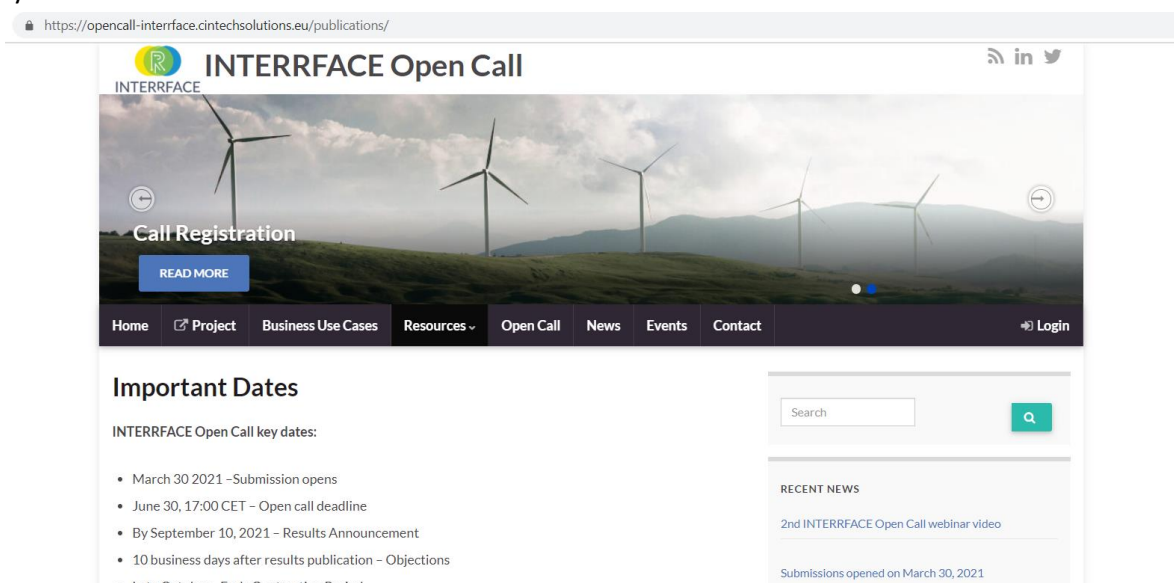 https://opencall-interrface.cintechsolutions.eu/publications/
INTERRFACE
INTERRFACE Open Call
in
Call Registration
READ MORE
Home Project Business Use Cases Resources Open Call News Events Contact Login
Important Dates
INTERRFACE Open Call key dates:
• March 30 2021 –Submission opens
• June 30, 17:00 CET – Open call deadline
• By September 10, 2021 – Results Announcement
• 10 business days after results publication – Objections
Search
RECENT NEWS
2nd INTERRFACE Open Call webinar video
Submissions opened on March 30, 2021